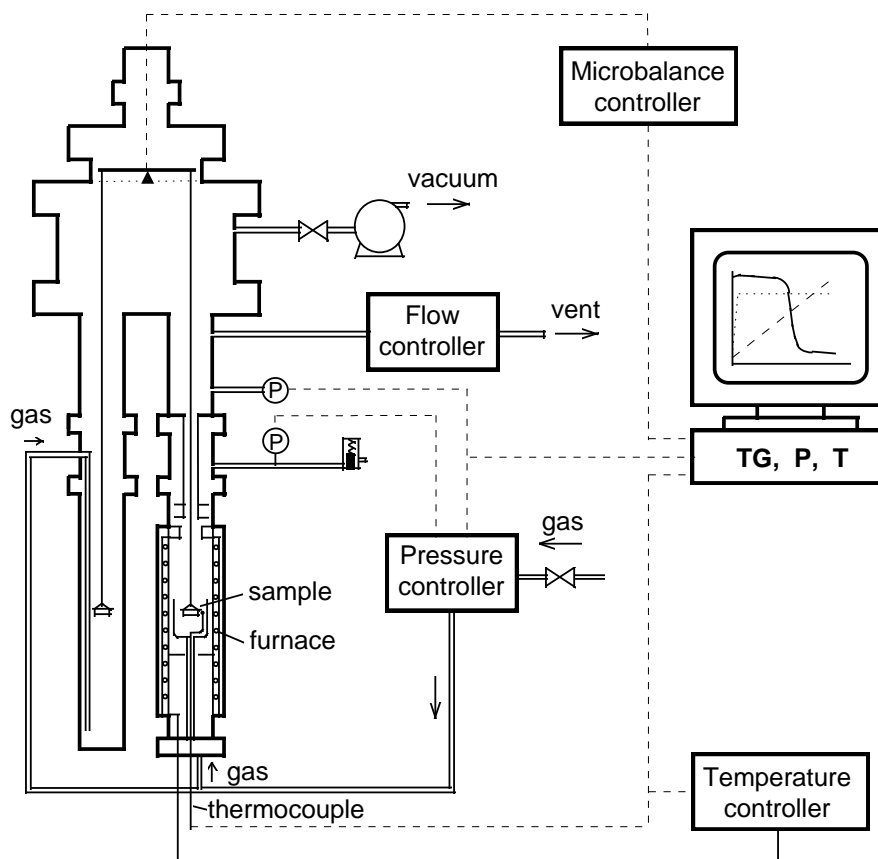 Microbalance
controller
vacuum
Flow
controller
vent
P
gas
P
TG, P, T
gas
Pressure
controller
sample
furnace
gas
thermocouple
Temperature
controller